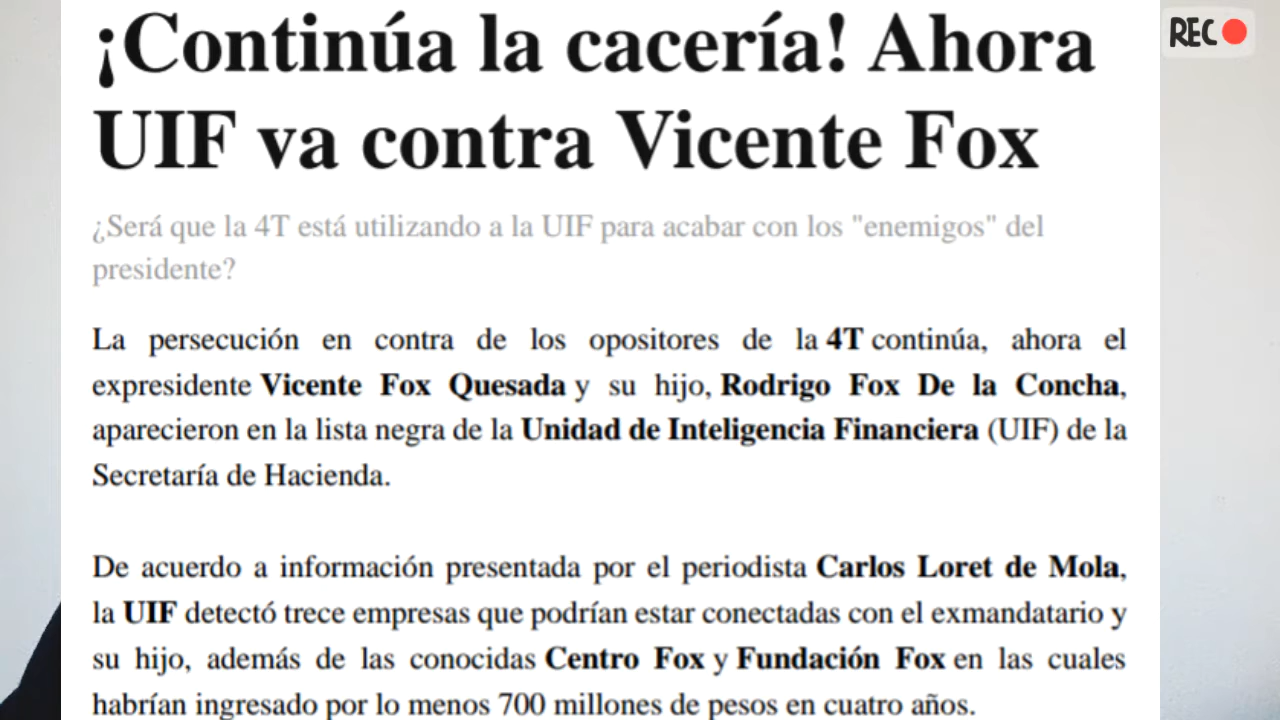 ¡Continúa la cacería! Ahora
UIF va contra Vicente Fox
REC
¿Será que la 4T está utilizando a la UIF para acabar con los "enemigos" del
presidente?
La persecución en contra de los opositores de la 4T continúa, ahora el
expresidente Vicente Fox Quesada y su hijo, Rodrigo Fox De la Concha,
aparecieron en la lista negra de la Unidad de Inteligencia Financiera (UIF) de la
Secretaría de Hacienda.
De acuerdo a información presentada por el periodista Carlos Loret de Mola,
la UIF detectó trece empresas que podrían estar conectadas con el exmandatario y
su hijo, además de las conocidas Centro Fox y Fundación Fox en las cuales
habrían ingresado por lo menos 700 millones de pesos en cuatro años.